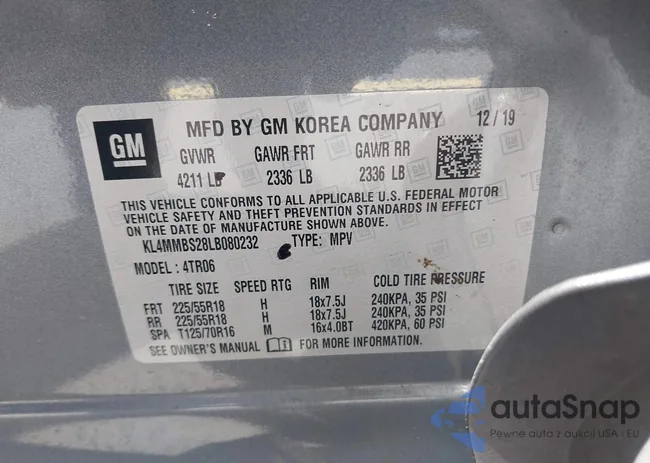 GM
MFD BY GM KOREA COMPANY 12/19
GVWR GAWR FRT GAWR RR
4211 LB 2336 LB 2336 LB
THIS VEHICLE CONFORMS TO ALL APPLICABLE U.S. FEDERAL MOTOR
VEHICLE SAFETY AND THEFT PREVENTION STANDARDS IN EFFECT
ON THE DATE OF MANUFACTURE SHOWN ABOVE.
KL4MMBS28LB080232 TYPE: MPV
MODEL: 4TR06
TIRE SIZE SPEED RTG RIM COLD TIRE PRESSURE
FRT 225/55R18 H 18x7.5J 240KPA, 35 PSI
RR 225/55R18 H 18x7.5J 240KPA, 35 PSI
SPA T125/70R16 M 16x4.0BT 420KPA, 60 PSI
SEE OWNER'S MANUAL FOR MORE INFORMATION
autaSnap
Pewne auta z aukcji USA i EU